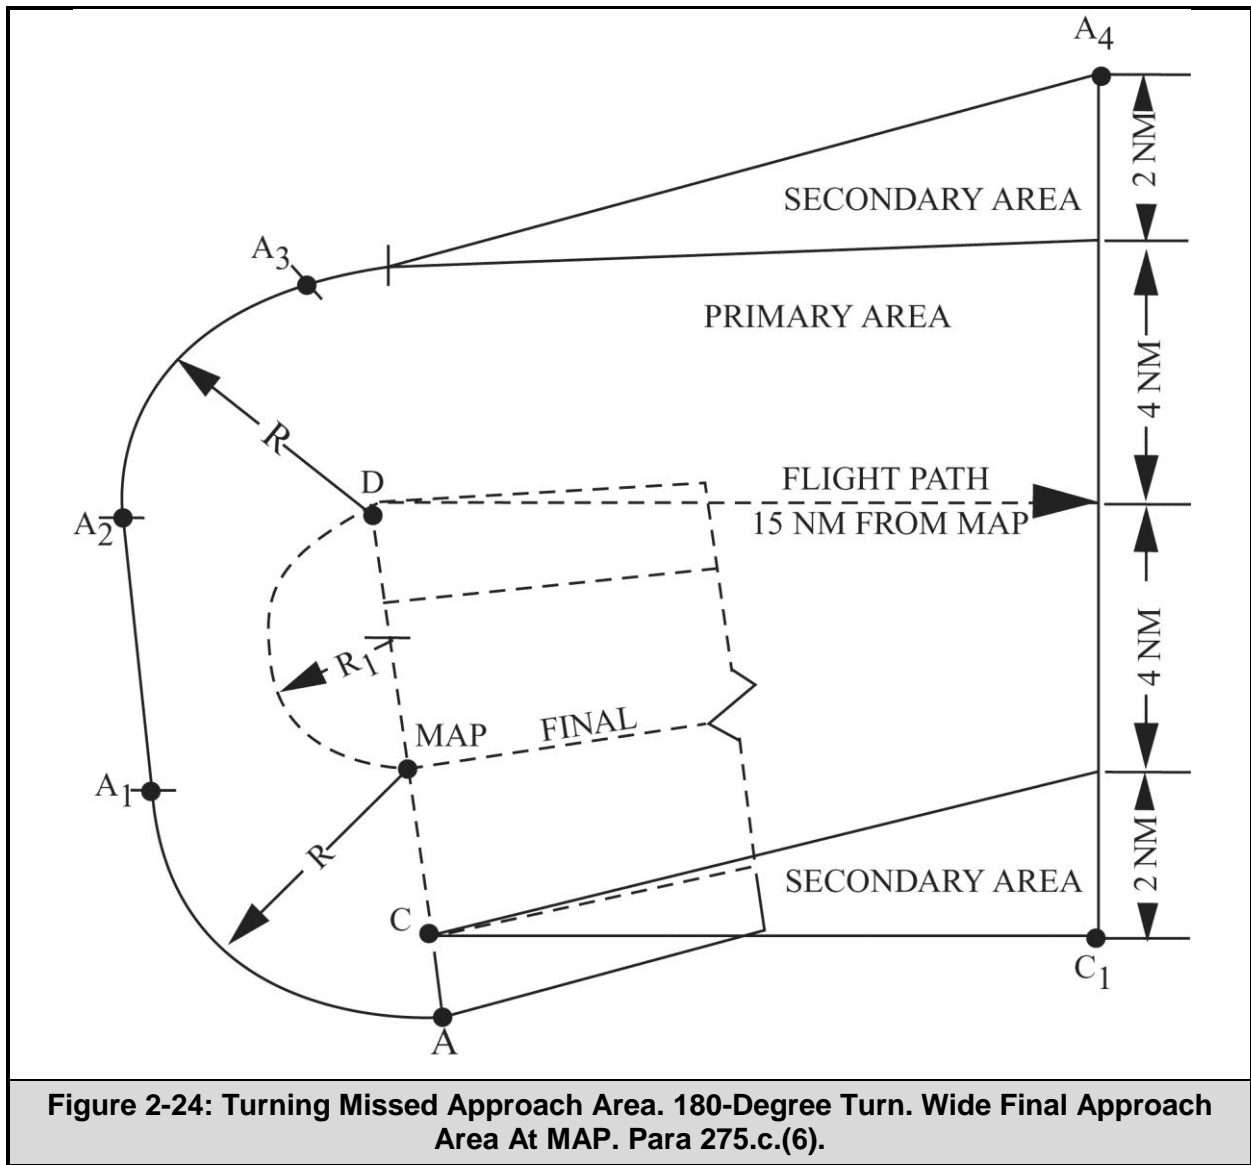 A4
2 NM
SECONDARY AREA
A3
PRIMARY AREA
4 NM
R
D
FLIGHT PATH
15 NM FROM MAP
A2
R1
4 NM
MAP
FINAL
A1
R
C
SECONDARY AREA
2 NM
C1
A
Figure 2-24: Turning Missed Approach Area. 180-Degree Turn. Wide Final Approach
Area At MAP. Para 275.c.(6).